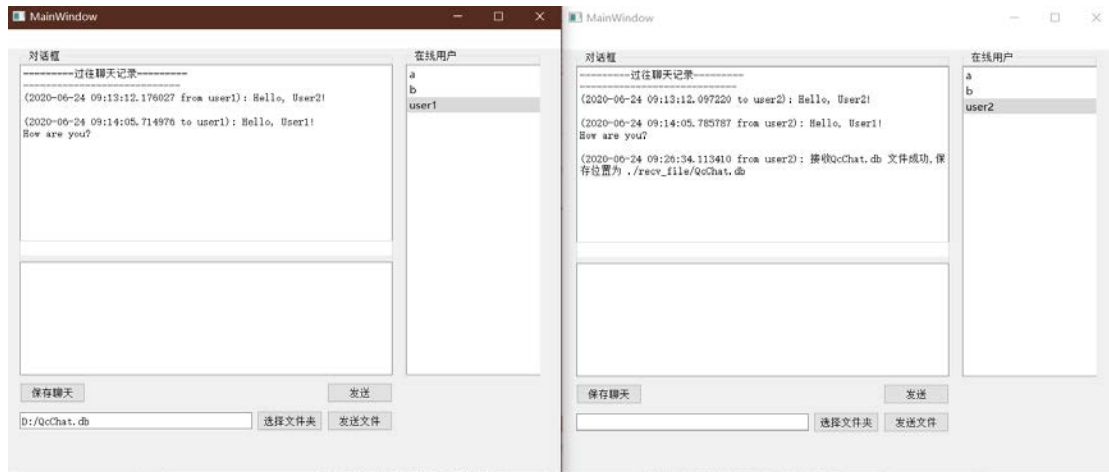 MainWindow
对话框
---------过往聊天记录---------
----------------------------
(2020-06-24 09:13:12.176027 from user1): Hello, User2!
(2020-06-24 09:14:05.714976 to user1): Hello, User1!
How are you?
在线用户
a
b
user1
保存聊天
发送
D:/QcChat.db
选择文件夹
发送文件
MainWindow
对话框
---------过往聊天记录---------
----------------------------
(2020-06-24 09:13:12.097220 to user2): Hello, User2!
(2020-06-24 09:14:05.785787 from user2): Hello, User1!
How are you?
(2020-06-24 09:26:34.113410 from user2): 接收QcChat.db 文件成功,保
存位置为 ./recv_file/QcChat.db
在线用户
a
b
user2
保存聊天
发送
选择文件夹
发送文件